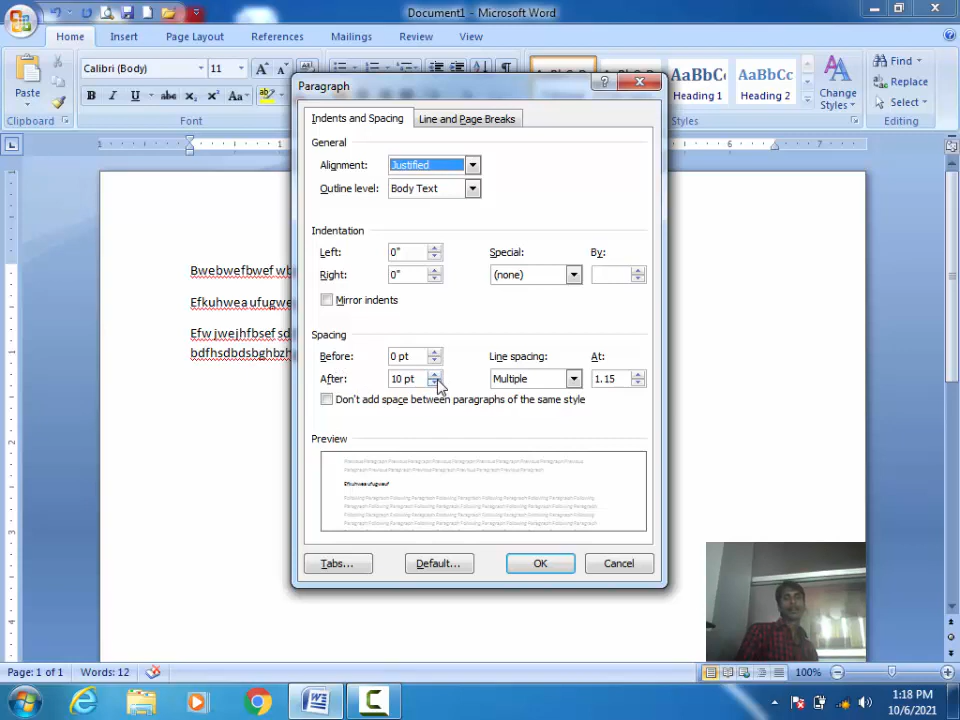 Document1 - Microsoft Word
Home Insert Page Layout References Mailings Review View
Paste
Clipboard
Calibri (Body) 11
B I U abc X₂ X² Aa
Font
Heading 1 Heading 2
AaBbCc AaBbCc
Change Styles
Styles
Find
Replace
Select
Editing
Paragraph
Indents and Spacing Line and Page Breaks
General
Alignment: Justified
Outline level: Body Text
Indentation
Left: 0" Special: By:
Right: 0" (none)
Mirror indents
Spacing
Before: 0 pt Line spacing: At:
After: 10 pt Multiple 1.15
Don't add space between paragraphs of the same style
Preview
Tabs... Default... OK Cancel
Bwebwefbwef
Efkuhwea
Efw jwejhfbsef
Page: 1 of 1 Words: 12 100%
1:18 PM
10/6/2021